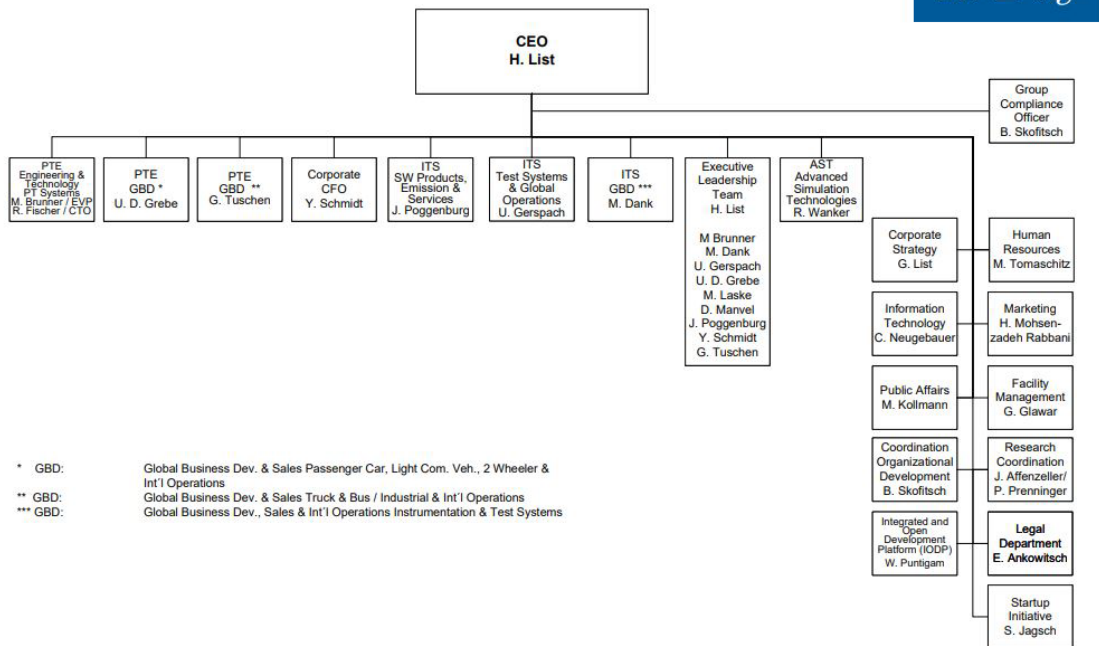 CEO
H. List
Group
Compliance
Officer
B. Skofitsch
PTE
Engineering &
Technology
PT Systems
M. Brunner / EVP
R. Fischer / CTO
PTE
GBD *
U. D. Grebe
PTE
GBD **
G. Tuschen
Corporate
CFO
Y. Schmidt
ITS
SW Products,
Emission &
Services
J. Poggenburg
ITS
Test Systems
& Global
Operations
U. Gerspach
ITS
GBD ***
M. Dank
Executive
Leadership
Team
H. List
M Brunner
M. Dank
U. Gerspach
U. D. Grebe
M. Laske
D. Manvel
J. Poggenburg
Y. Schmidt
G. Tuschen
AST
Advanced
Simulation
Technologies
R. Wanker
Corporate
Strategy
G. List
Human
Resources
M. Tomaschitz
Information
Technology
C. Neugebauer
Marketing
H. Mohsen-
zadeh Rabbani
Public Affairs
M. Kollmann
Facility
Management
G. Glawar
Coordination
Organizational
Development
B. Skofitsch
Research
Coordination
J. Affenzeller/
P. Prenninger
Integrated and
Open
Development
Platform (IODP)
W. Puntigam
Legal
Department
E. Ankowitsch
Startup
Initiative
S. Jagsch
* GBD: Global Business Dev. & Sales Passenger Car, Light Com. Veh., 2 Wheeler &
Int´l Operations
** GBD: Global Business Dev. & Sales Truck & Bus / Industrial & Int´l Operations
*** GBD: Global Business Dev., Sales & Int´l Operations Instrumentation & Test Systems